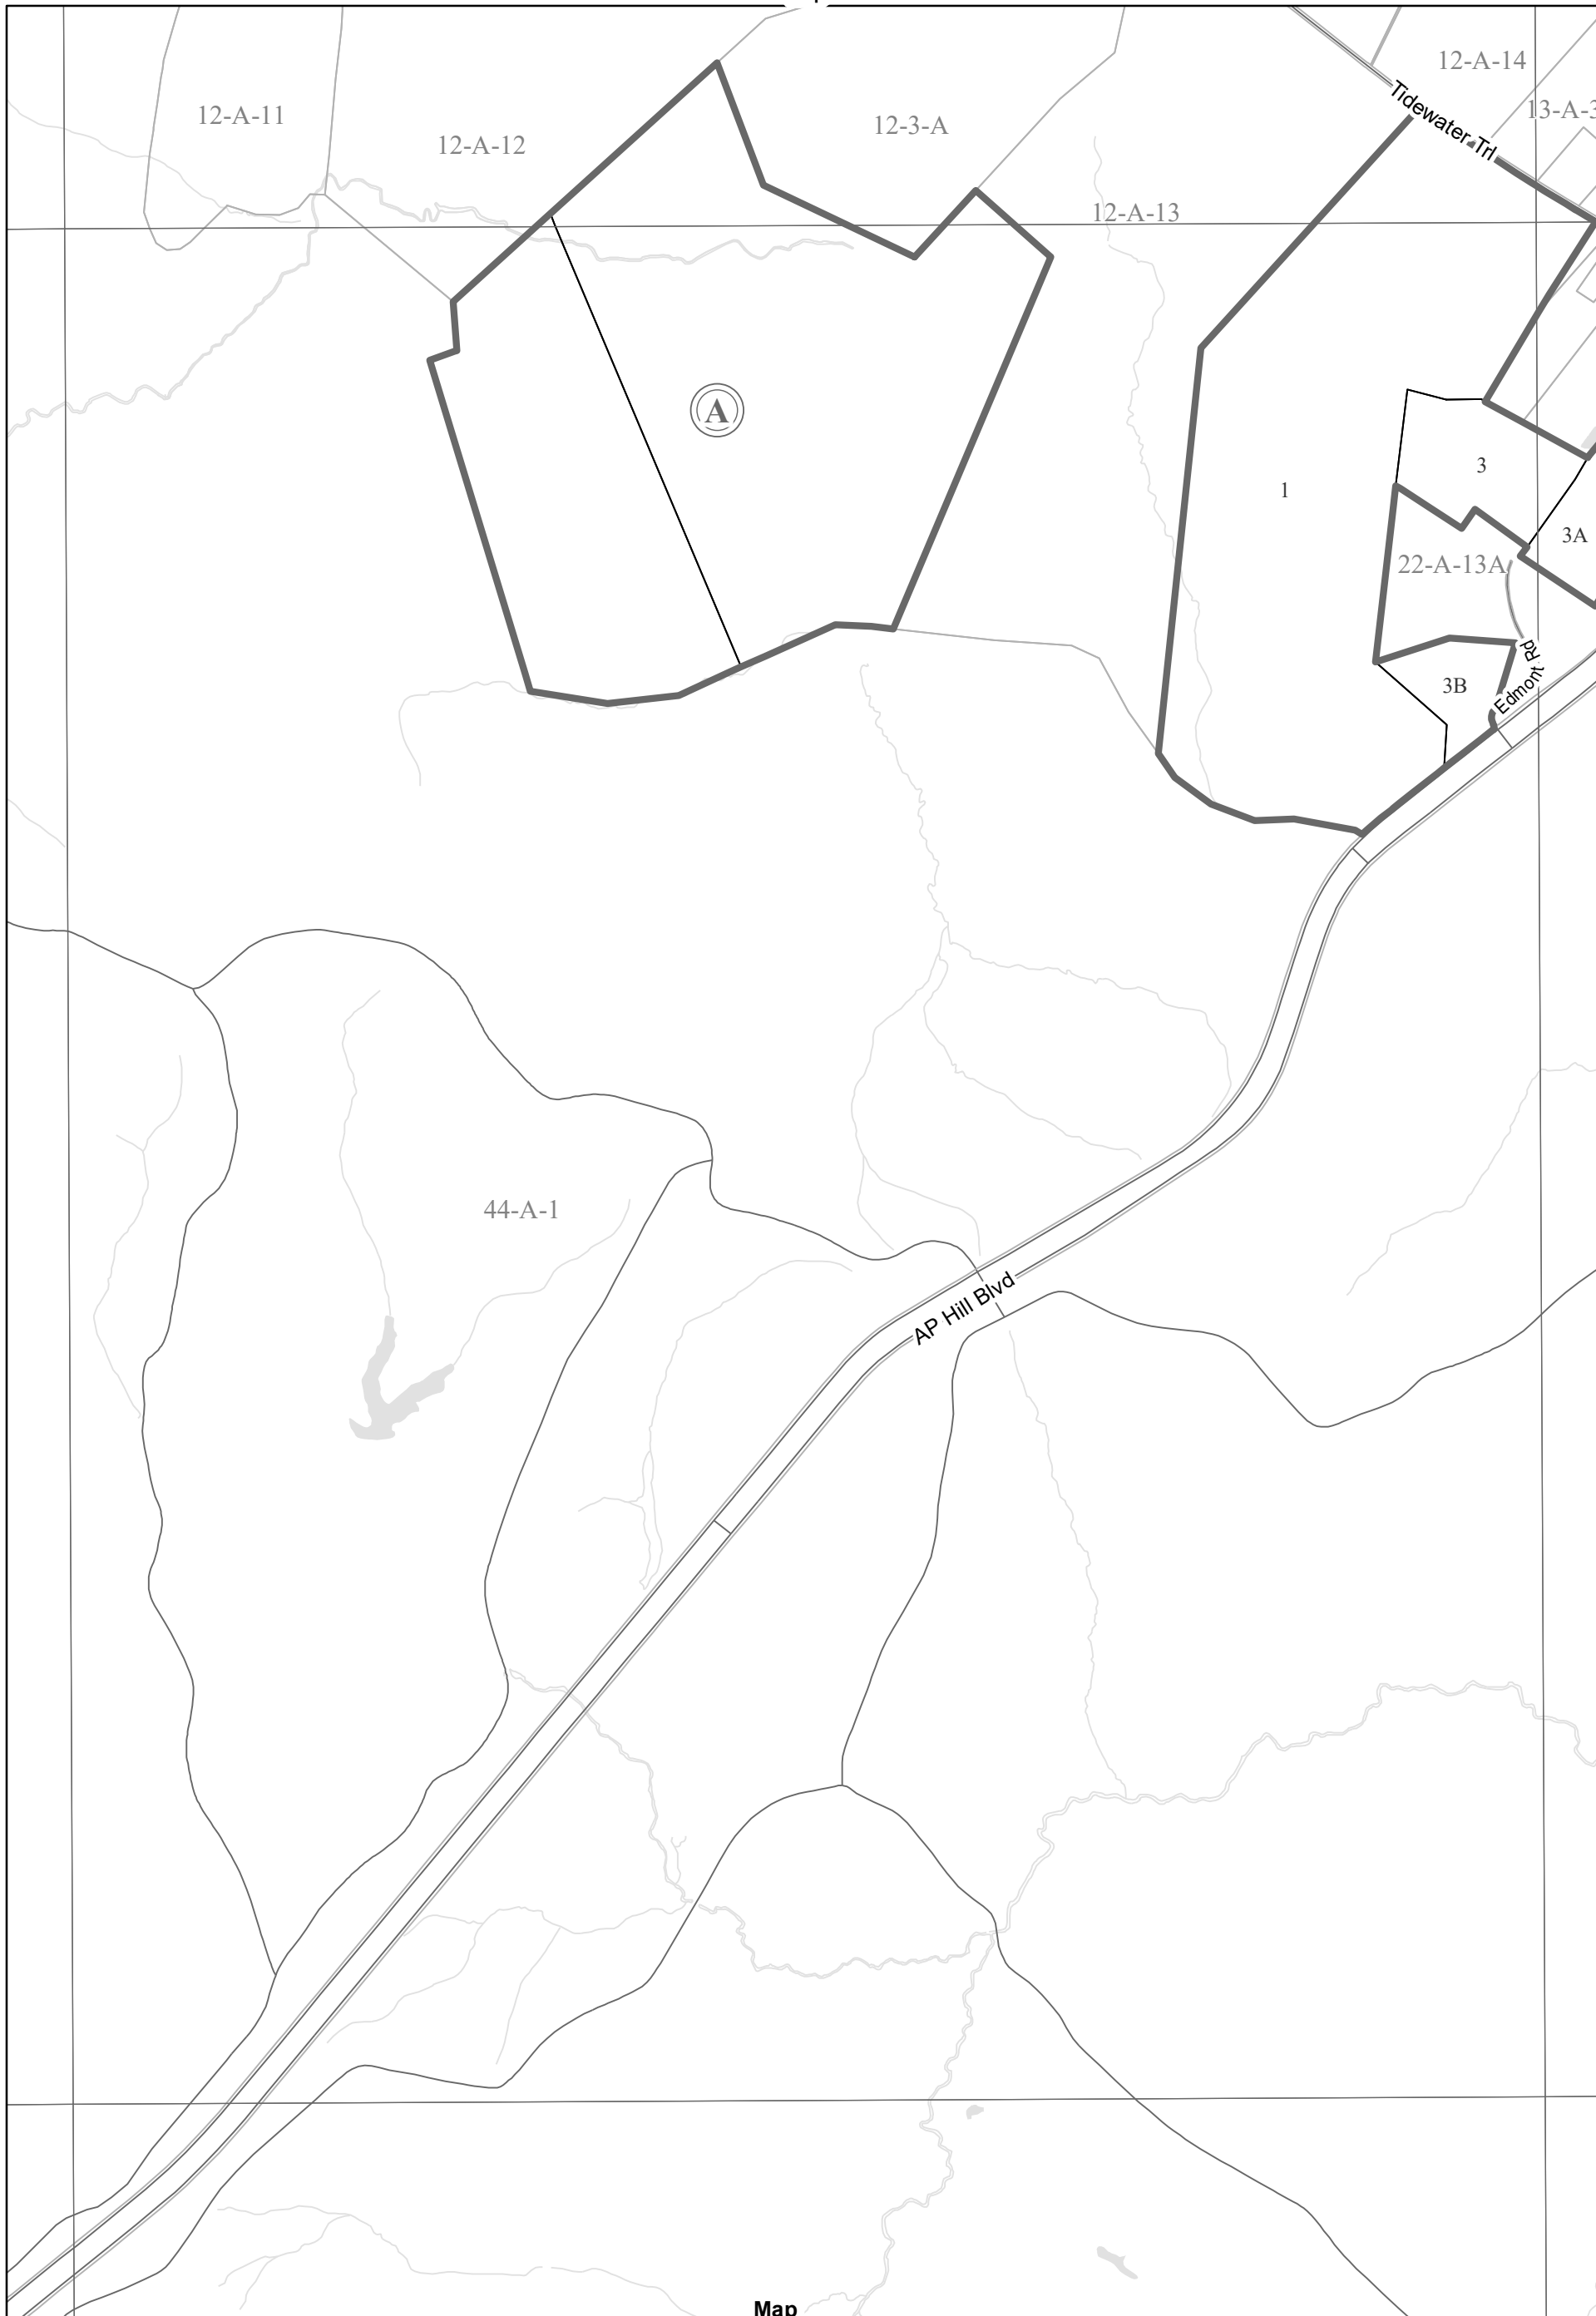 12-A-14
12-A-11
13-A-3
12-A-12
12-3-A
Tidewater Trl
12-A-13
A
3
1
3A
22-A-13A
3B
Edmont Rd
44-A-1
AP Hill Blvd
Map